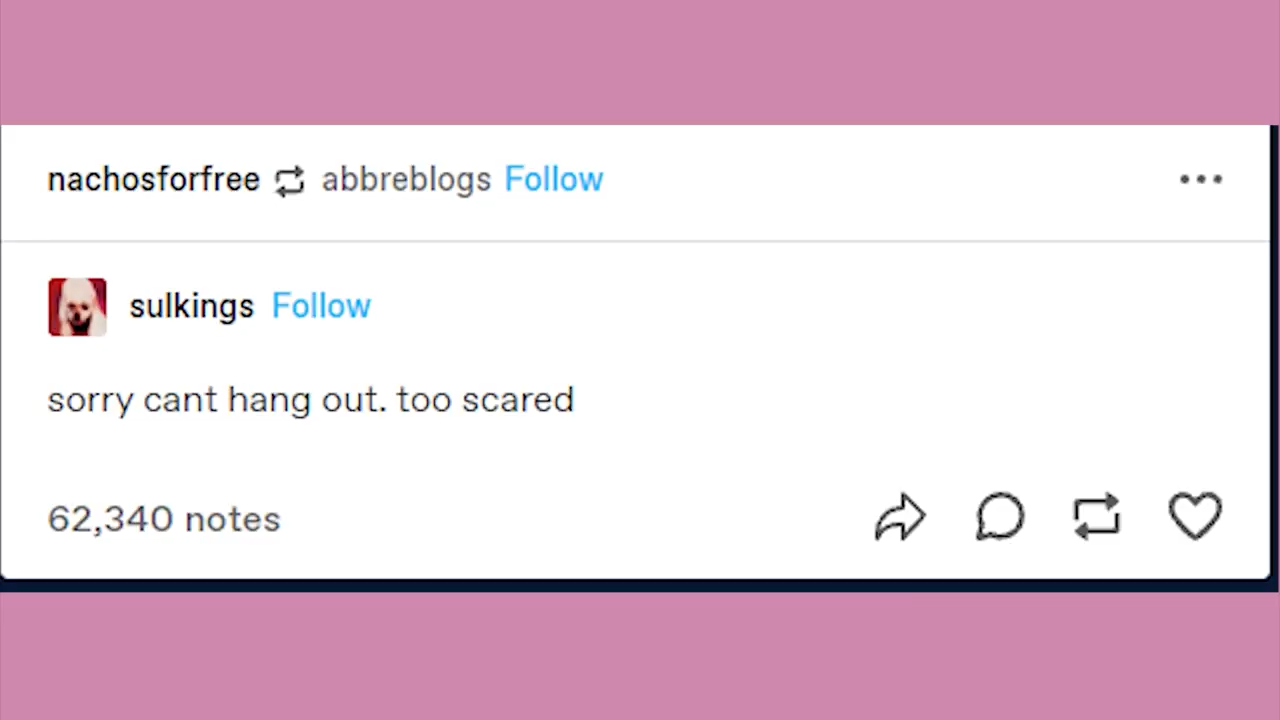 nachosforfree abbreblogs Follow
sulkings Follow
sorry cant hang out. too scared
62,340 notes